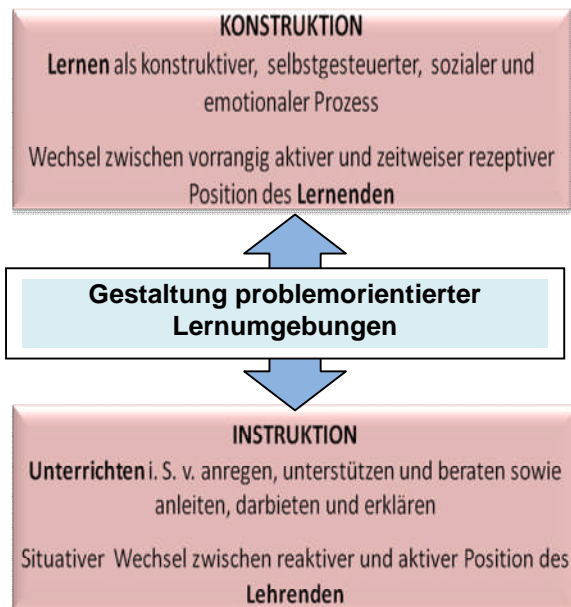 KONSTRUKTION
Lernen als konstruktiver, selbstgesteuerter, sozialer und
emotionaler Prozess
Wechsel zwischen vorrangig aktiver und zeitweiser rezeptiver
Position des Lernenden
Gestaltung problemorientierter
Lernumgebungen
INSTRUKTION
Unterrichten i. S. v. anregen, unterstützen und beraten sowie
anleiten, darbieten und erklären
Situativer Wechsel zwischen reaktiver und aktiver Position des
Lehrenden